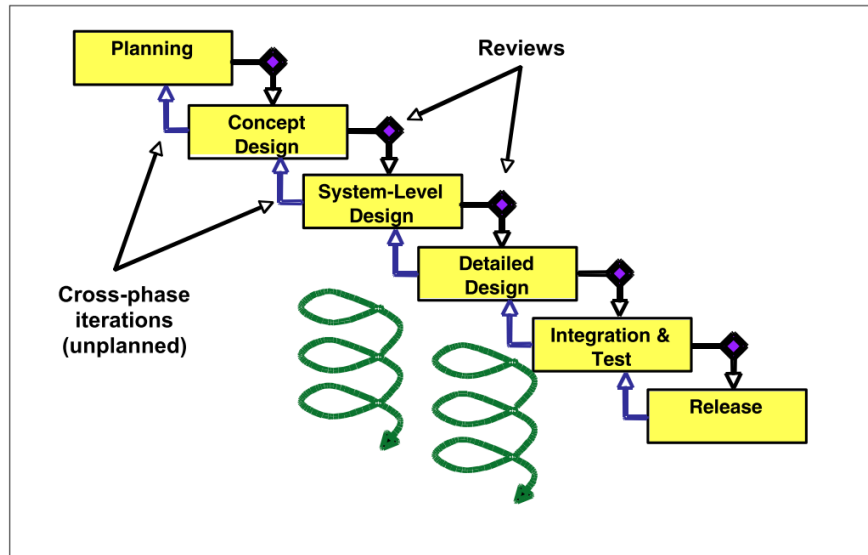 Planning
Reviews
Concept
Design
System-Level
Design
Detailed
Design
Cross-phase
iterations
(unplanned)
Integration &
Test
Release